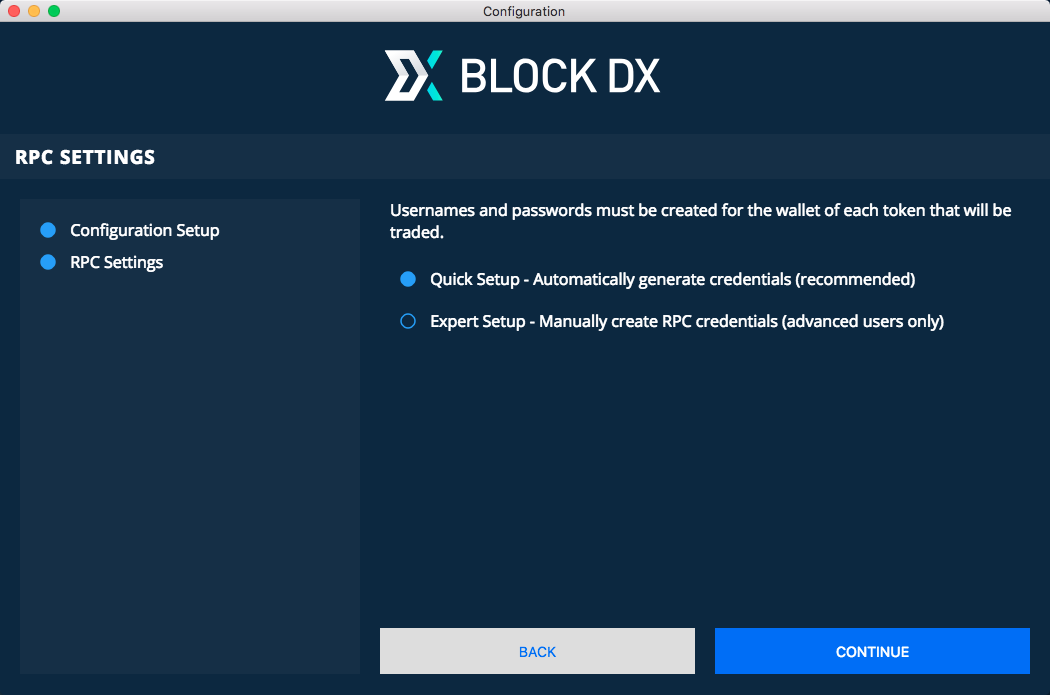 Configuration
BLOCK DX
RPC SETTINGS
Configuration Setup
RPC Settings
Usernames and passwords must be created for the wallet of each token that will be
traded.
Quick Setup - Automatically generate credentials (recommended)
Expert Setup - Manually create RPC credentials (advanced users only)
BACK
CONTINUE